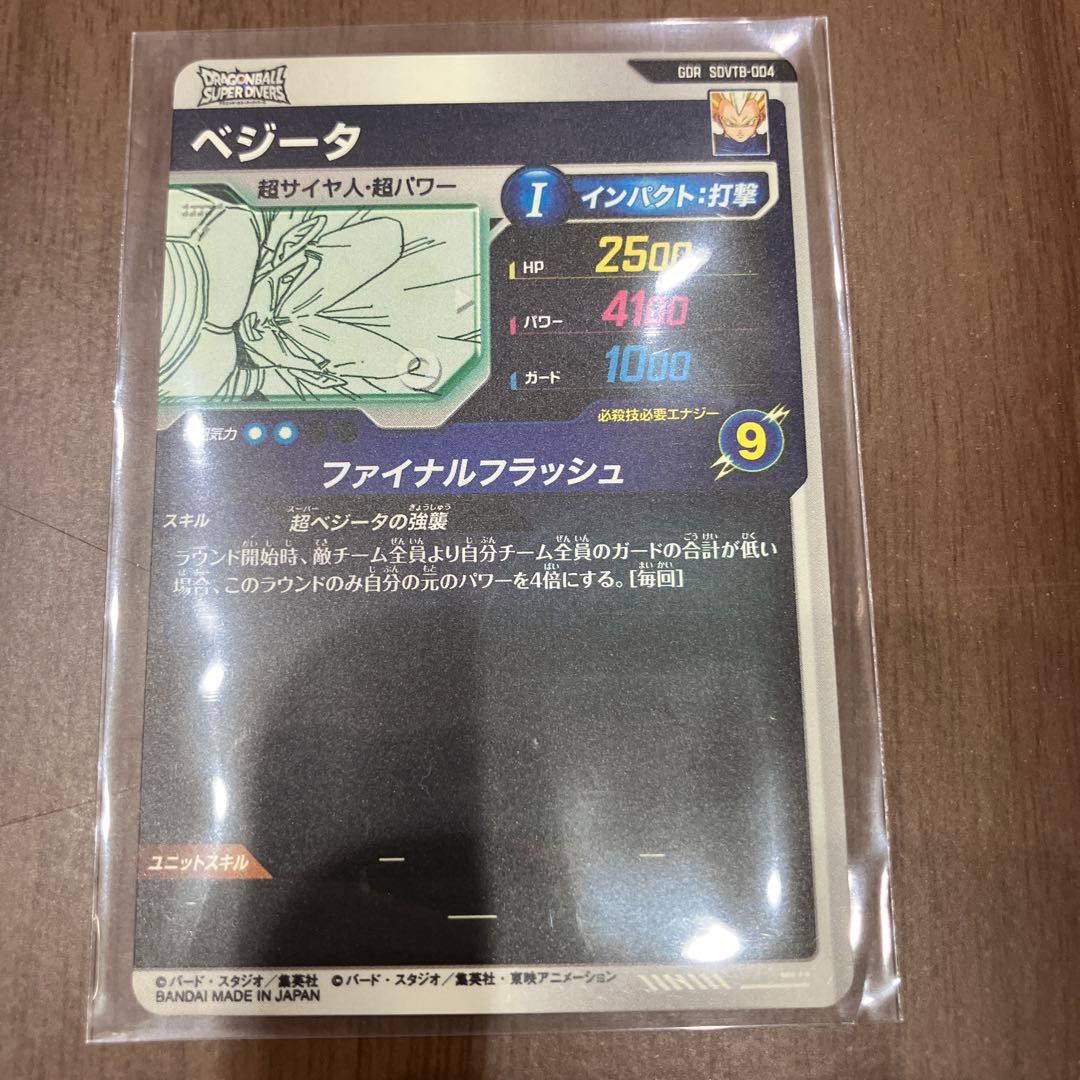 GDR SDVTB-004
DRAGONBALL
SUPER DIVERS
ベジータ
超サイヤ人・超パワー
I インパクト：打撃
HP 2500
パワー 4100
ガード 1000
気力
必殺技必要エナジー 9
ファイナルフラッシュ
スキル 超ベジータの強襲
ラウンド開始時、敵チーム全員より自分チーム全員のガードの合計が低い
場合、このラウンドのみ自分の元のパワーを4倍にする。[毎回]
ユニットスキル
©バード・スタジオ／集英社 ©バード・スタジオ／集英社・東映アニメーション
BANDAI MADE IN JAPAN